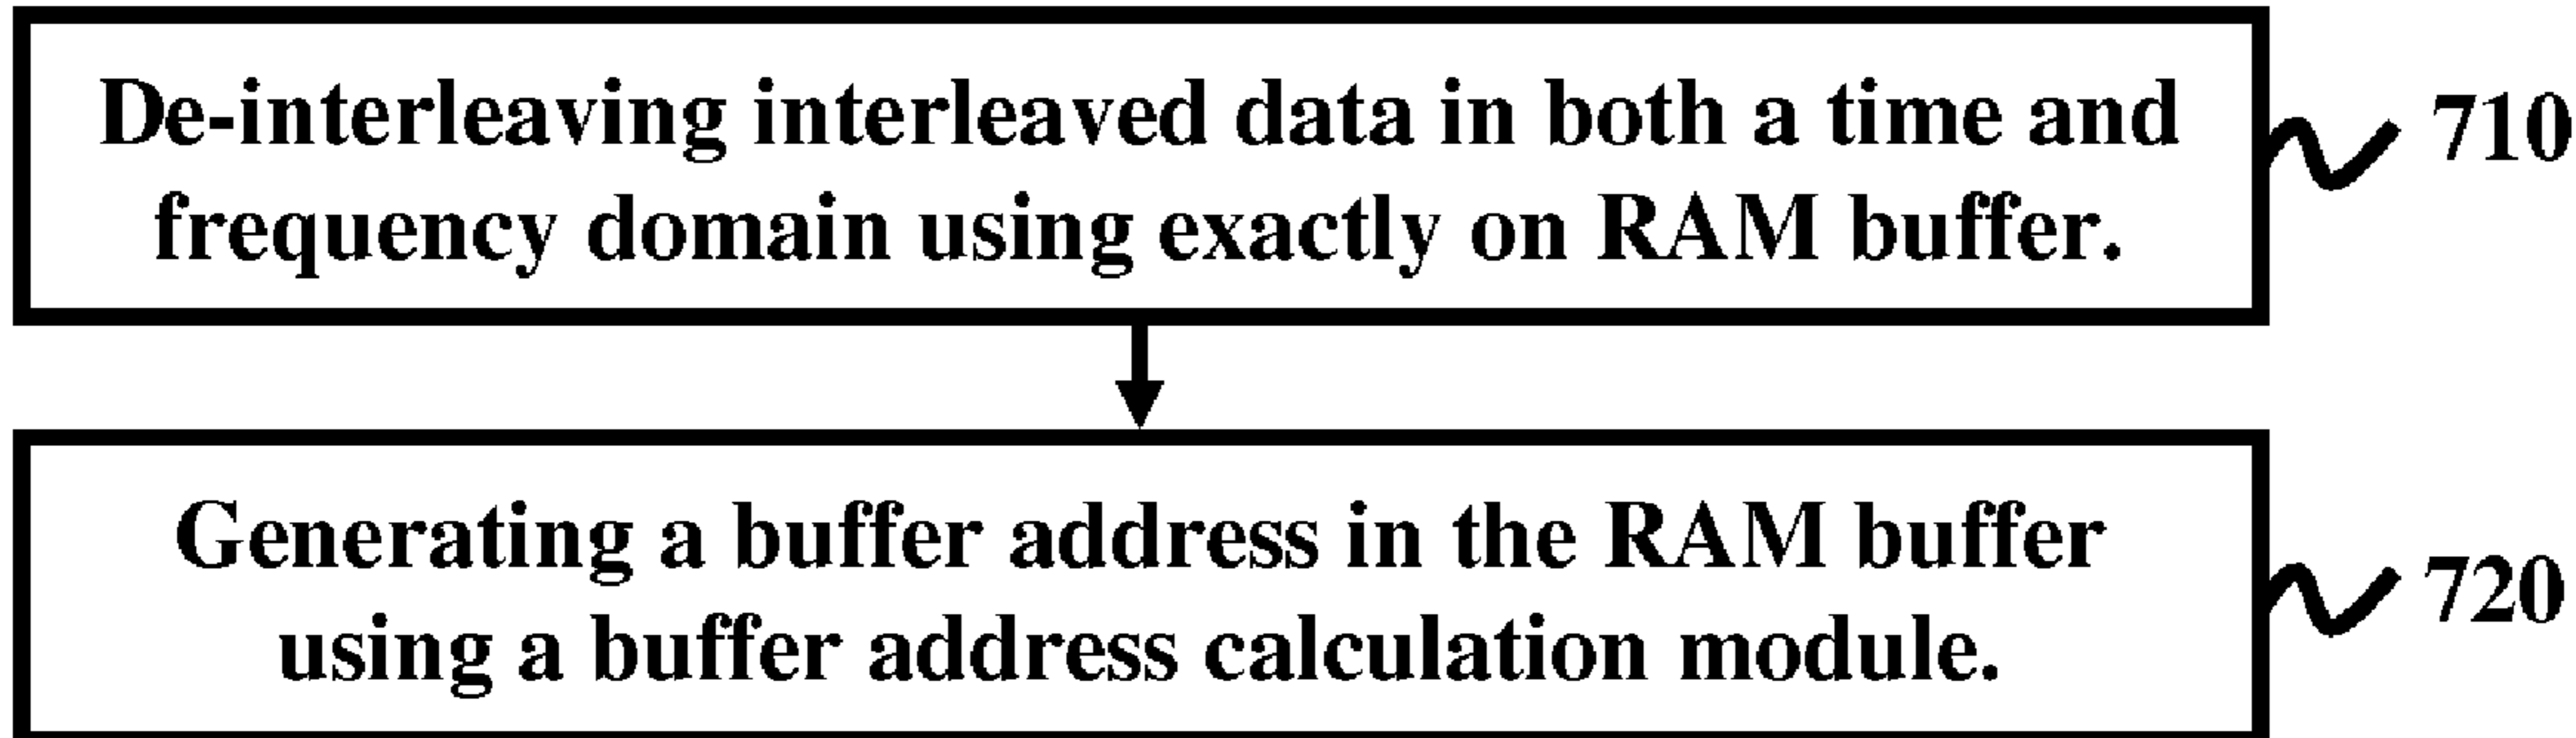 De-interleaving interleaved data in both a time and
frequency domain using exactly on RAM buffer.
710
Generating a buffer address in the RAM buffer
using a buffer address calculation module.
720